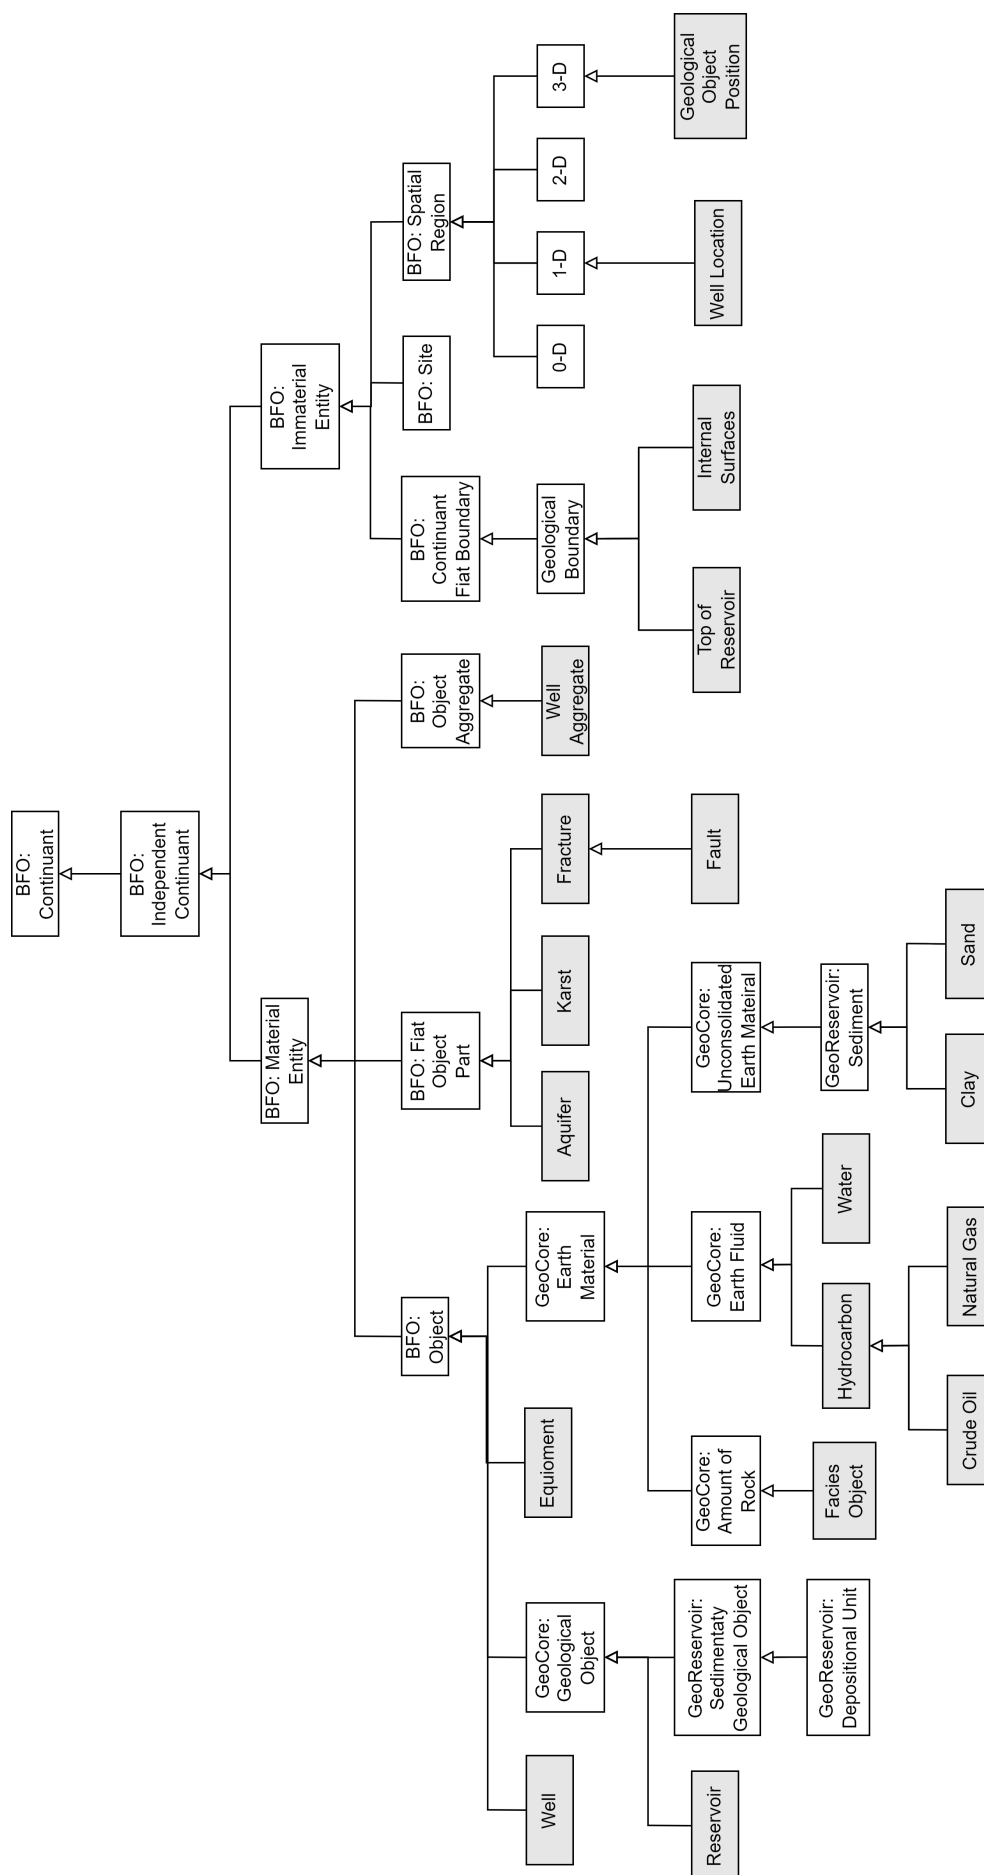 BFO:
Continuant
BFO:
Independent
Continuant
BFO: Material
Entity
BFO:
Immaterial
Entity
BFO:
Object
BFO: Fiat
Object
Part
BFO:
Object
Aggregate
BFO:
Continuant
Fiat Boundary
BFO: Site
BFO: Spatial
Region
Well
GeoCore:
Geological
Object
Equioment
GeoCore:
Earth
Material
Aquifer
Karst
Fracture
Well
Aggregate
Geological
Boundary
0-D
1-D
2-D
3-D
Reservoir
GeoReservoir:
Sedimentaty
Geological Object
GeoCore:
Amount of
Rock
GeoCore:
Earth Fluid
GeoCore:
Unconsolidated
Earth Mateiral
Fault
Top of
Reservoir
Internal
Surfaces
Well Location
Geological
Object
Position
GeoReservoir:
Depositional Unit
Facies
Object
Hydrocarbon
Water
GeoReservoir:
Sediment
Crude Oil
Natural Gas
Clay
Sand